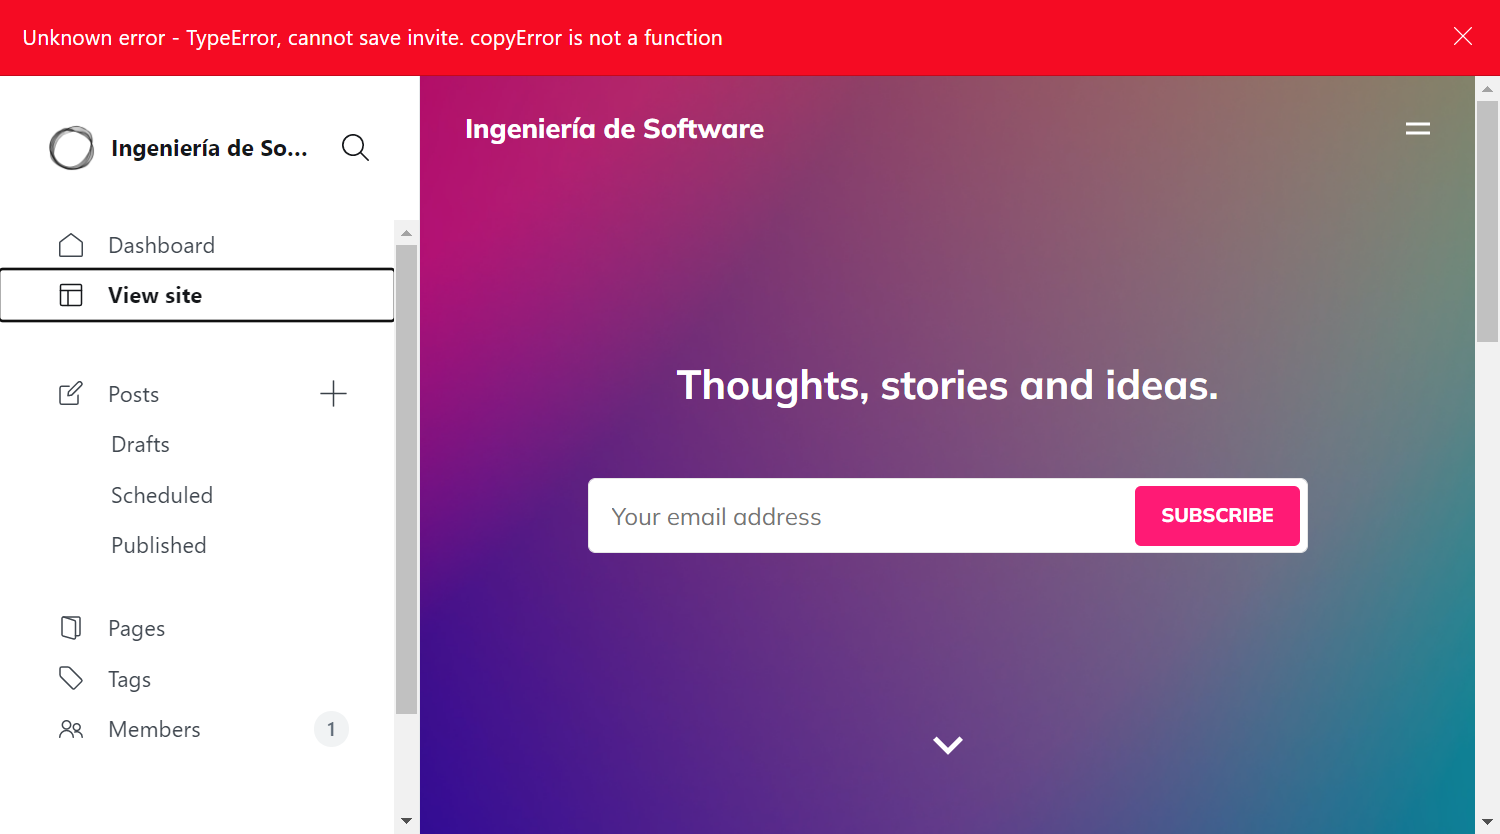 Unknown error - TypeError, cannot save invite. copyError is not a function
Ingeniería de So...
Dashboard
View site
Posts
Drafts
Scheduled
Published
Pages
Tags
Members 1
Ingeniería de Software
Thoughts, stories and ideas.
Your email address SUBSCRIBE